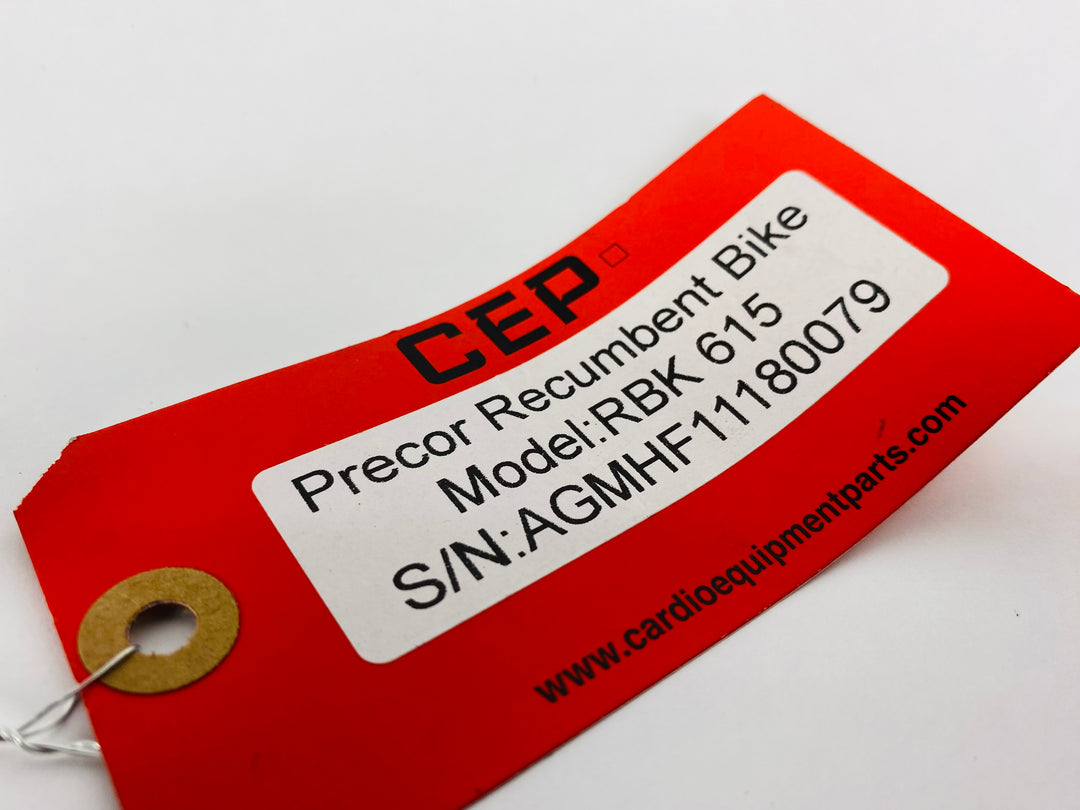 CEP
Precor Recumbent Bike
Model:RBK 615
S/N:AGMHF11180079
www.cardioequipmentparts.com